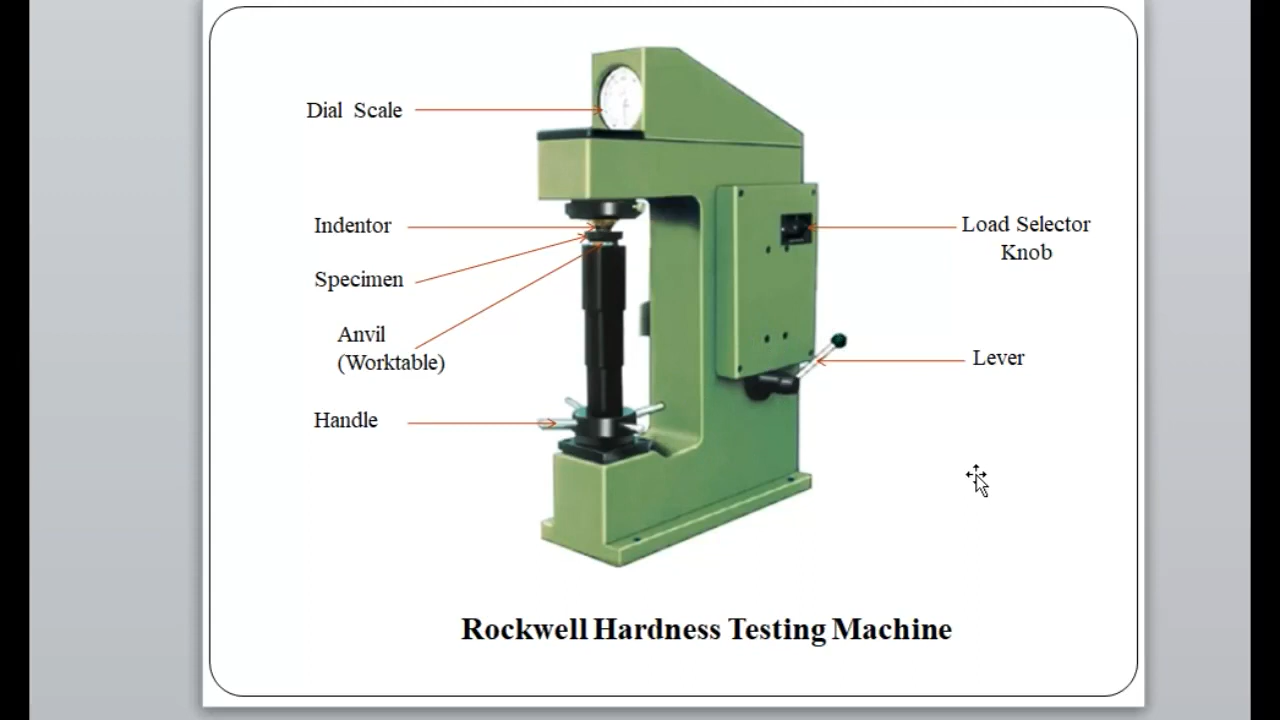 Dial Scale
Indentor
Specimen
Anvil
(Worktable)
Handle
Load Selector
Knob
Lever
Rockwell Hardness Testing Machine